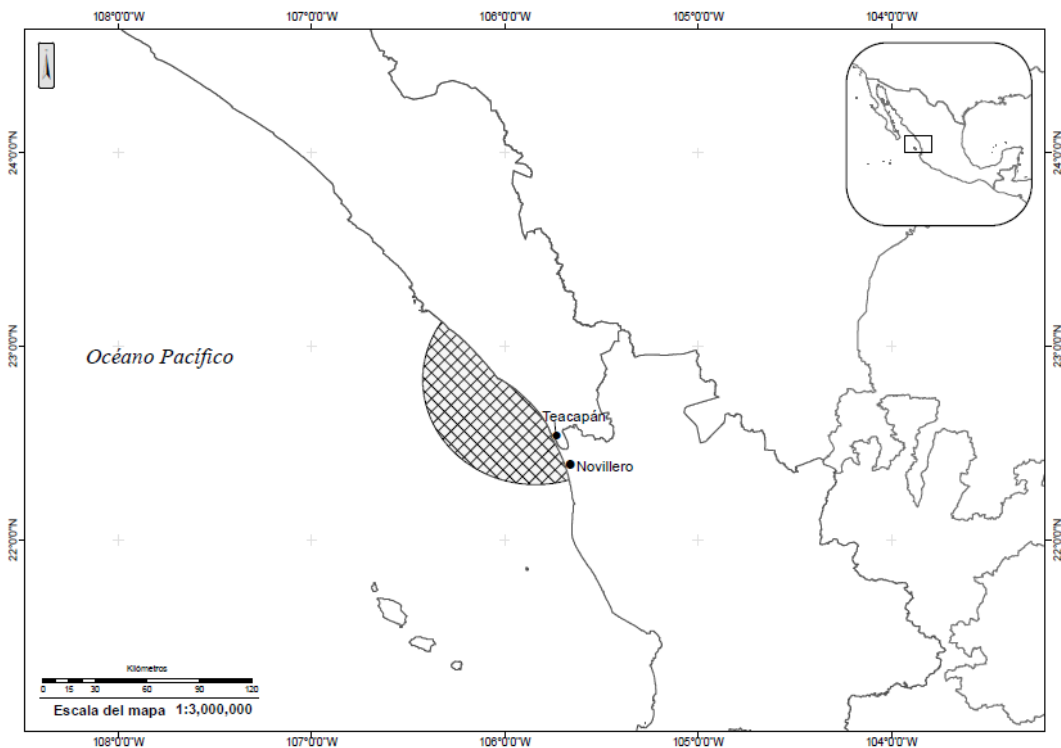 108°0'0"W 107°0'0"W 106°0'0"W 105°0'0"W 104°0'0"W
24°0'0"N 24°0'0"N
23°0'0"N 23°0'0"N
Océano Pacífico
Teacapán
Novillero
22°0'0"N 22°0'0"N
Kilómetros
0 15 30 60 90 120
Escala del mapa 1:3,000,000
108°0'0"W 107°0'0"W 106°0'0"W 105°0'0"W 104°0'0"W